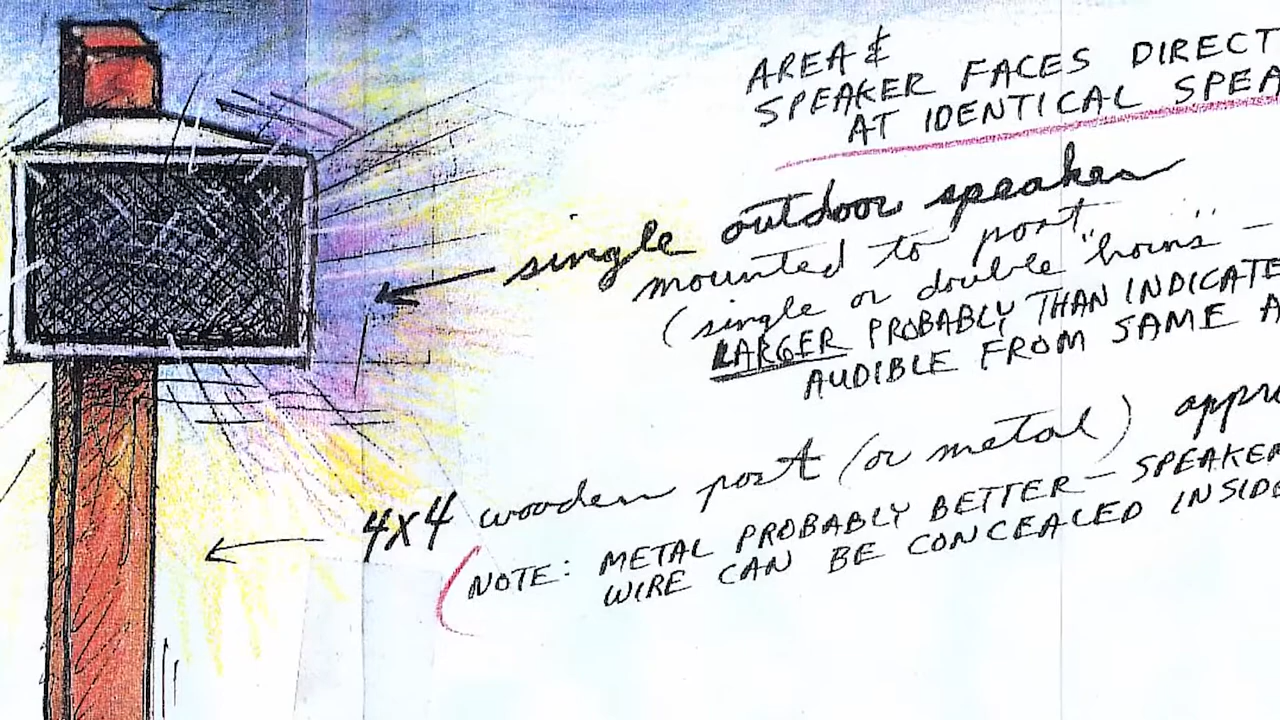 AREA &
SPEAKER FACES DIRECT
AT IDENTICAL SPEA
single outdoor speaker
mounted to post
(single or double "horns" —
LARGER PROBABLY THAN INDICATE
AUDIBLE FROM SAME A
4x4 wooden post (or metal) appr
(NOTE: METAL PROBABLY BETTER — SPEAKER
WIRE CAN BE CONCEALED INSIDE